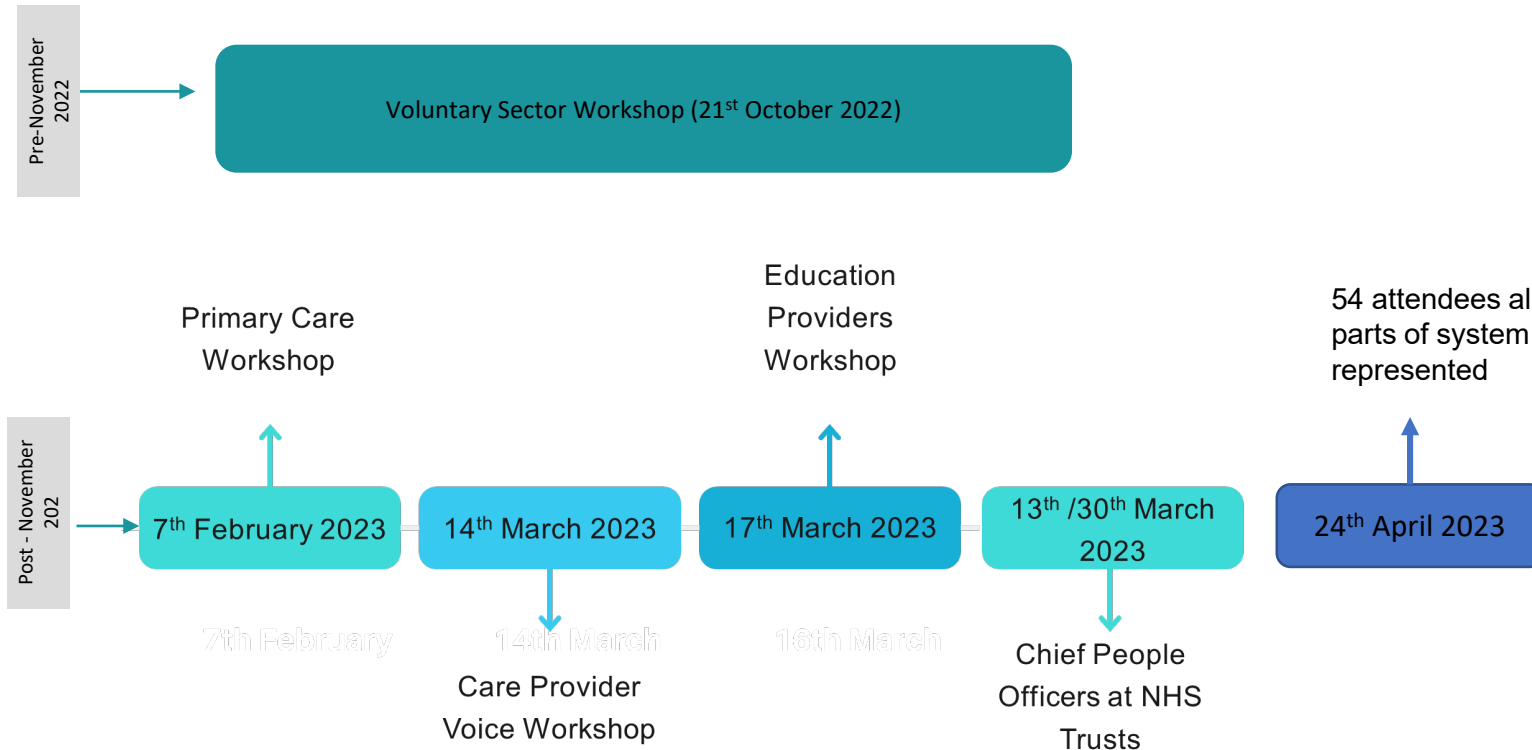 Pre-November
2022
Voluntary Sector Workshop (21st October 2022)
Primary Care
Workshop
Education
Providers
Workshop
54 attendees al
parts of system
represented
Post - November
202
7th February 2023
14th March 2023
17th March 2023
13th /30th March
2023
24th April 2023
7th February
14th March
16th March
Care Provider
Voice Workshop
Chief People
Officers at NHS
Trusts